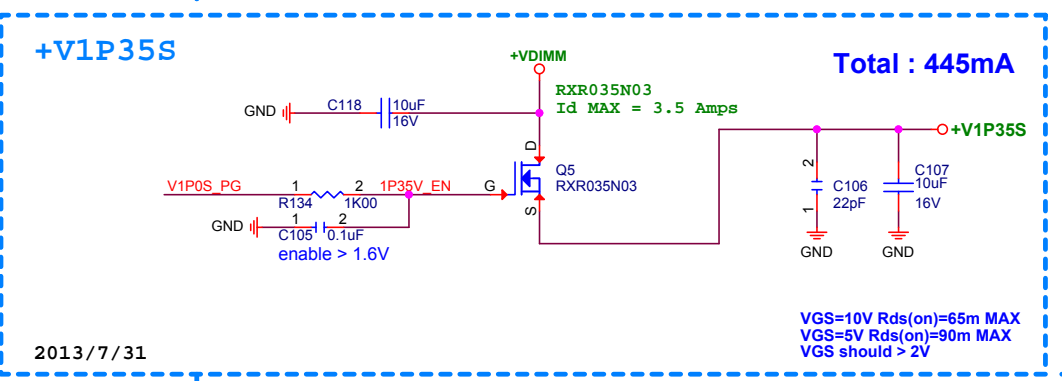 +V1P35S
+VDIMM
Total : 445mA
RXR035N03
Id MAX = 3.5 Amps
GND
C118
10uF
16V
+V1P35S
D
Q5
RXR035N03
G
S
V1P0S_PG
1
2
1P35V_EN
R134
1K00
GND
1
2
C105
0.1uF
enable > 1.6V
2
1
C106
22pF
C107
10uF
16V
GND
GND
VGS=10V Rds(on)=65m MAX
VGS=5V Rds(on)=90m MAX
VGS should > 2V
2013/7/31